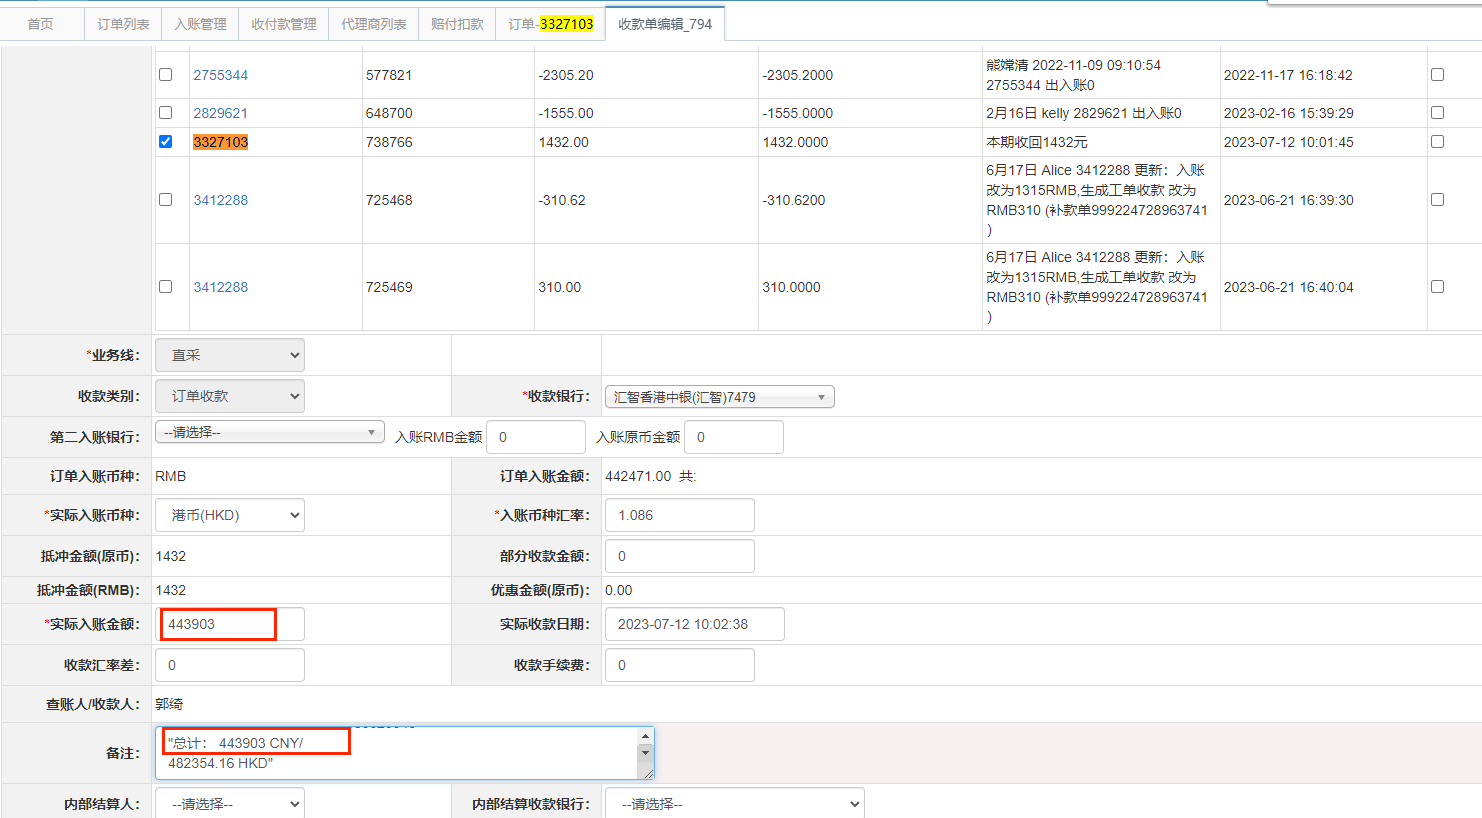 首页 订单列表 入账管理 收付款管理 代理商列表 赔付扣款 订单-3327103 收款单编辑_794
2755344 577821 -2305.20 -2305.2000 熊嫦清 2022-11-09 09:10:54 2022-11-17 16:18:42
2755344 出入账0
2829621 648700 -1555.00 -1555.0000 2月16日 kelly 2829621 出入账0 2023-02-16 15:39:29
3327103 738766 1432.00 1432.0000 本期收回1432元 2023-07-12 10:01:45
3412288 725468 -310.62 -310.6200 6月17日 Alice 3412288 更新：入账 2023-06-21 16:39:30
改为1315RMB,生成工单收款 改为
RMB310 (补款单999224728963741
)
3412288 725469 310.00 310.0000 6月17日 Alice 3412288 更新：入账 2023-06-21 16:40:04
改为1315RMB,生成工单收款 改为
RMB310 (补款单999224728963741
)
*业务线： 直采
收款类别： 订单收款 *收款银行： 汇智香港中银(汇智)7479
第二入账银行： --请选择-- 入账RMB金额 0 入账原币金额 0
订单入账币种： RMB 订单入账金额： 442471.00 共:
*实际入账币种： 港币(HKD) *入账币种汇率： 1.086
抵冲金额(原币)： 1432 部分收款金额： 0
抵冲金额(RMB)： 1432 优惠金额(原币)： 0.00
*实际入账金额： 443903 实际收款日期： 2023-07-12 10:02:38
收款汇率差： 0 收款手续费： 0
查账人/收款人： 郭绮
备注： "总计： 443903 CNY/
482354.16 HKD"
内部结算人： --请选择-- 内部结算收款银行： --请选择--